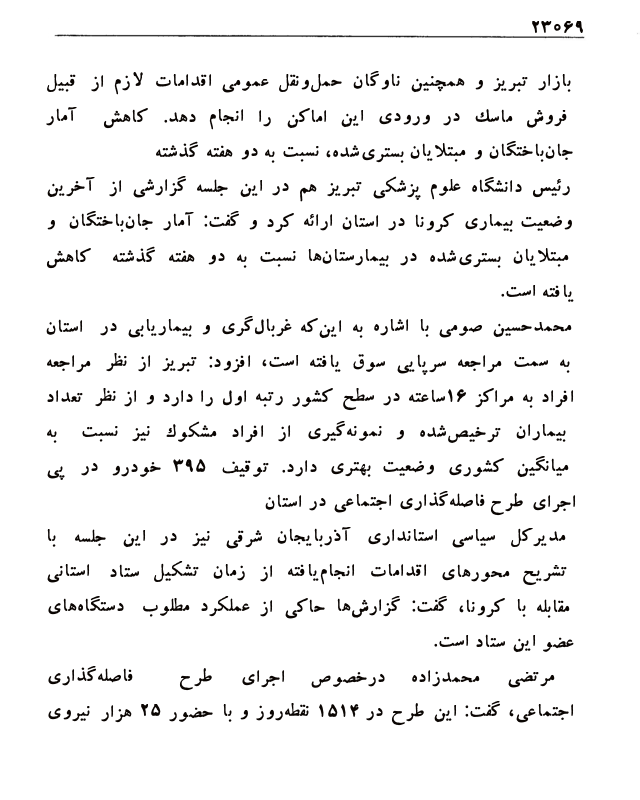 ۲۳۰۶۹
بازار تبریز و همچنین ناوگان حمل‌ونقل عمومی اقدامات لازم از قبیل
فروش ماسك در ورودی این اماکن را انجام دهد. کاهش آمار
جان‌باختگان و مبتلایان بستری‌شده، نسبت به دو هفته گذشته
رئیس دانشگاه علوم پزشکی تبریز هم در این جلسه گزارشی از آخرین
وضعیت بیماری کرونا در استان ارائه کرد و گفت: آمار جان‌باختگان و
مبتلایان بستری‌شده در بیمارستان‌ها نسبت به دو هفته گذشته کاهش
یافته است.
محمدحسین صومی با اشاره به این‌که غربال‌گری و بیماریابی در استان
به سمت مراجعه سرپایی سوق یافته است، افزود: تبریز از نظر مراجعه
افراد به مراکز ۱۶ساعته در سطح کشور رتبه اول را دارد و از نظر تعداد
بیماران ترخیص‌شده و نمونه‌گیری از افراد مشکوك نیز نسبت به
میانگین کشوری وضعیت بهتری دارد. توقیف ۳۹۵ خودرو در پی
اجرای طرح فاصله‌گذاری اجتماعی در استان
مدیرکل سیاسی استانداری آذربایجان شرقی نیز در این جلسه با
تشریح محورهای اقدامات انجام‌یافته از زمان تشکیل ستاد استانی
مقابله با کرونا، گفت: گزارش‌ها حاکی از عملکرد مطلوب دستگاه‌های
عضو این ستاد است.
مرتضی محمدزاده درخصوص اجرای طرح فاصله‌گذاری
اجتماعی، گفت: این طرح در ۱۵۱۴ نقطه‌روز و با حضور ۲۵ هزار نیروی